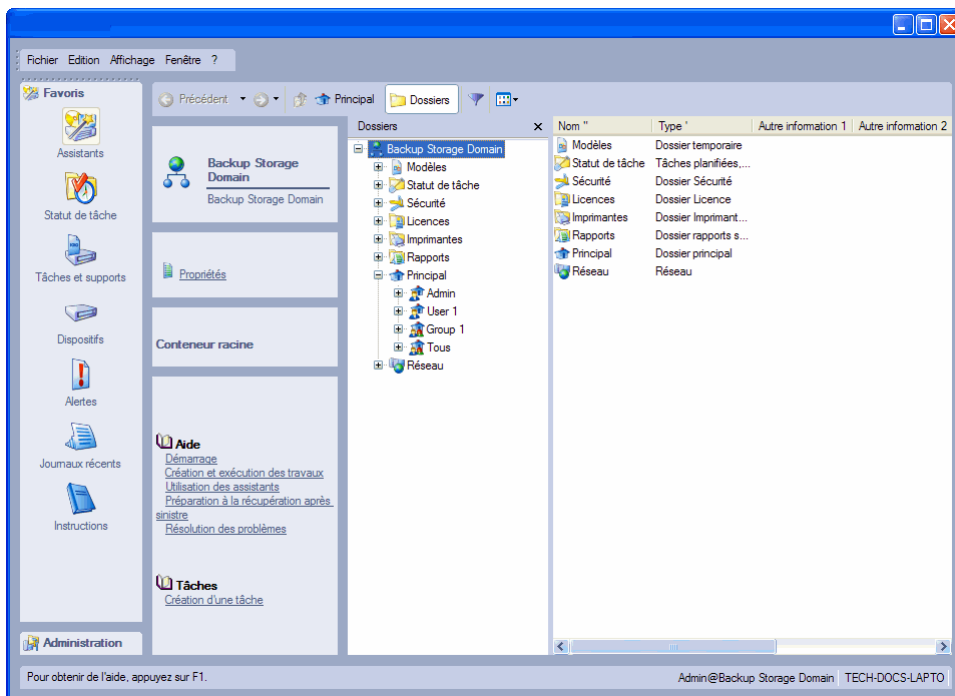 Fichier Edition Affichage Fenêtre ?
Favoris
Assistants
Statut de tâche
Tâches et supports
Dispositifs
Alertes
Journaux récents
Instructions
Administration
Précédent Principal Dossiers
Backup Storage
Domain
Backup Storage Domain
Propriétés
Conteneur racine
Aide
Démarrage
Création et exécution des travaux
Utilisation des assistants
Préparation à la récupération après
sinistre
Résolution des problèmes
Tâches
Création d'une tâche
Dossiers x
Backup Storage Domain
Modèles
Statut de tâche
Sécurité
Licences
Imprimantes
Rapports
Principal
Admin
User 1
Group 1
Tous
Réseau
Nom " Type ' Autre information 1 Autre information 2
Modèles Dossier temporaire
Statut de tâche Tâches planifiées,...
Sécurité Dossier Sécurité
Licences Dossier Licence
Imprimantes Dossier Imprimant...
Rapports Dossier rapports s...
Principal Dossier principal
Réseau Réseau
Pour obtenir de l'aide, appuyez sur F1. Admin@Backup Storage Domain TECH-DOCS-LAPTO